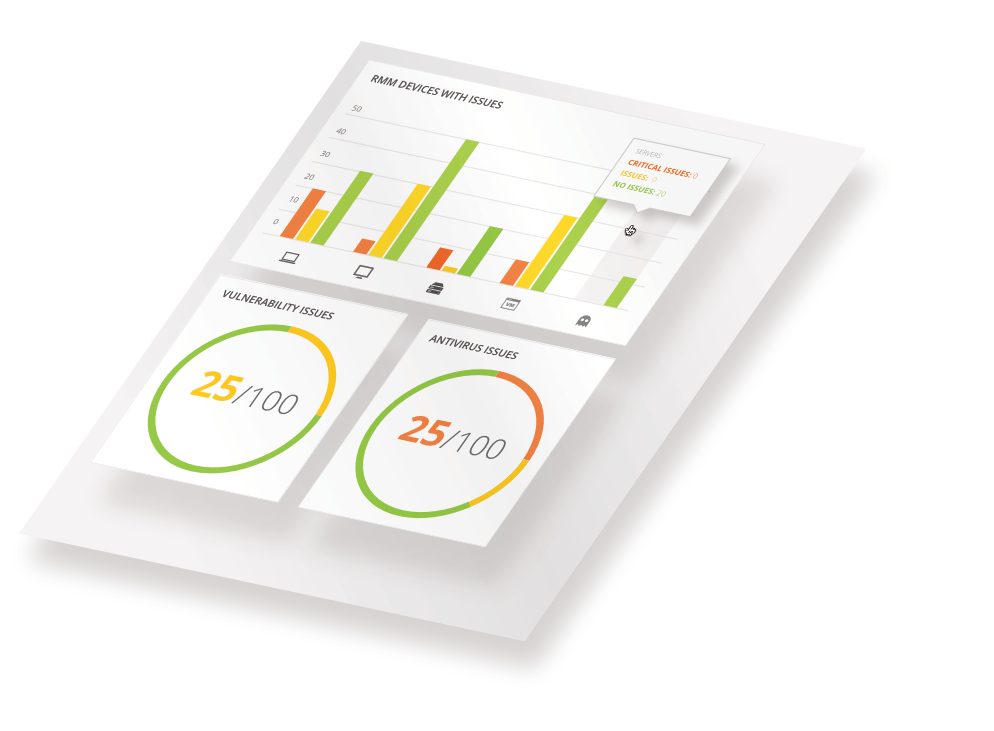 RMM DEVICES WITH ISSUES
50
40
30
20
10
0
SERVERS
CRITICAL ISSUES: 0
ISSUES: 0
NO ISSUES: 20
VM
VULNERABILITY ISSUES
25/100
ANTIVIRUS ISSUES
25/100